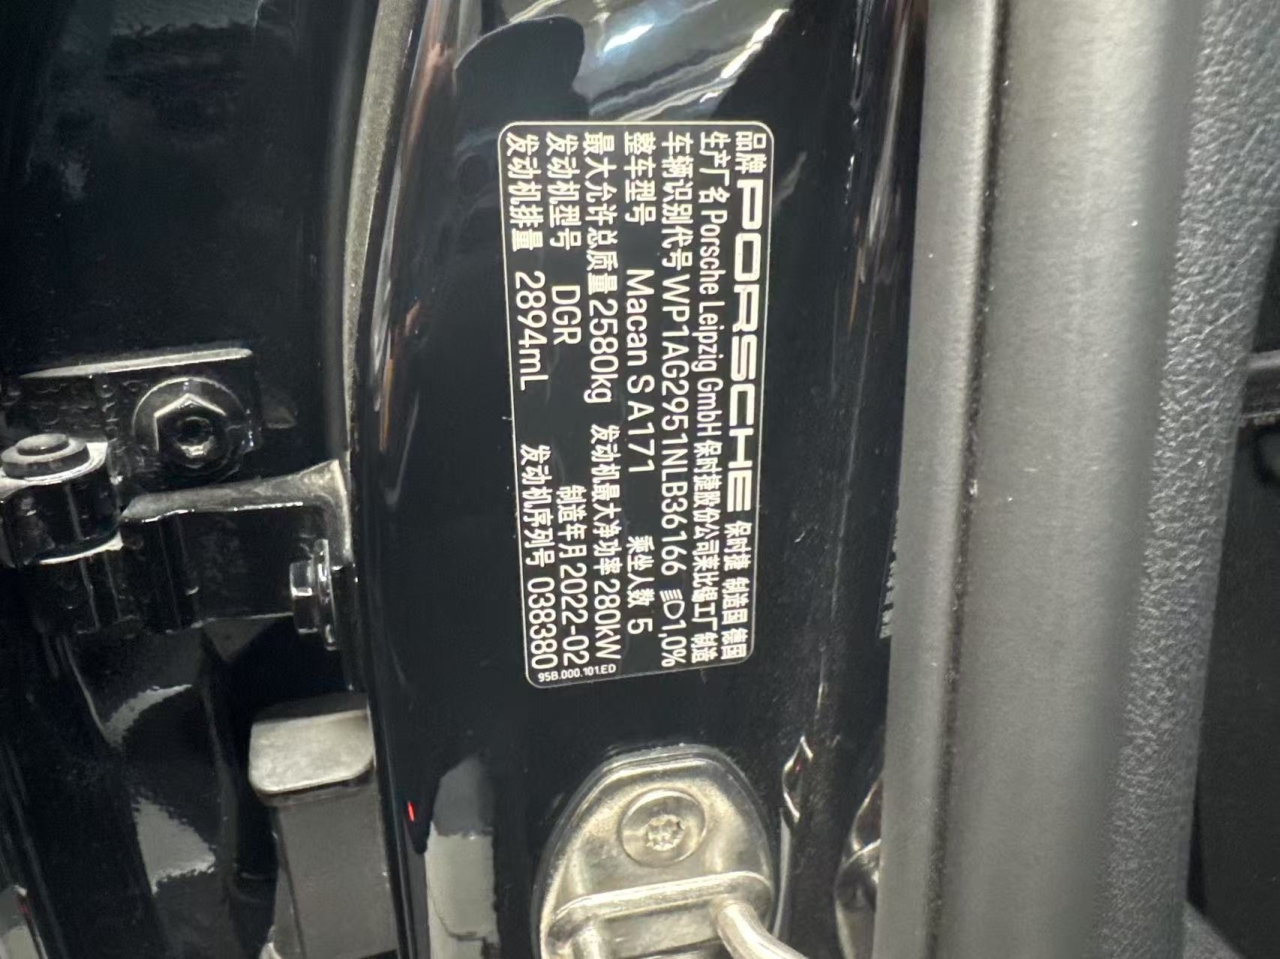 品牌 PORSCHE 保时捷 制造国 德国
生产厂名 Porsche Leipzig GmbH 保时捷股份公司莱比锡工厂 制造
车辆识别代号 WP1AG2951NLB36166 1,0%
整车型号 Macan S A171 乘坐人数 5
最大允许总质量 2580kg 发动机最大净功率 280kW
发动机型号 DGR 制造年月 2022-02
发动机排量 2894mL 发动机序列号 038380
95B.000.101.ED